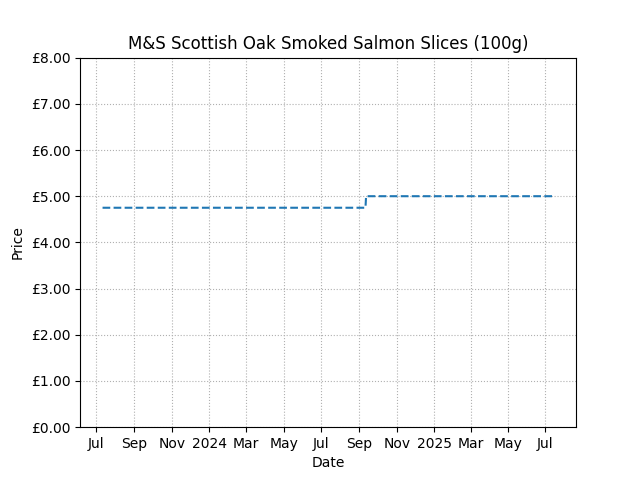 M&S Scottish Oak Smoked Salmon Slices (100g)
£8.00
£7.00
£6.00
£5.00
£4.00
£3.00
£2.00
£1.00
£0.00
Price
Jul Sep Nov 2024 Mar May Jul Sep Nov 2025 Mar May Jul
Date